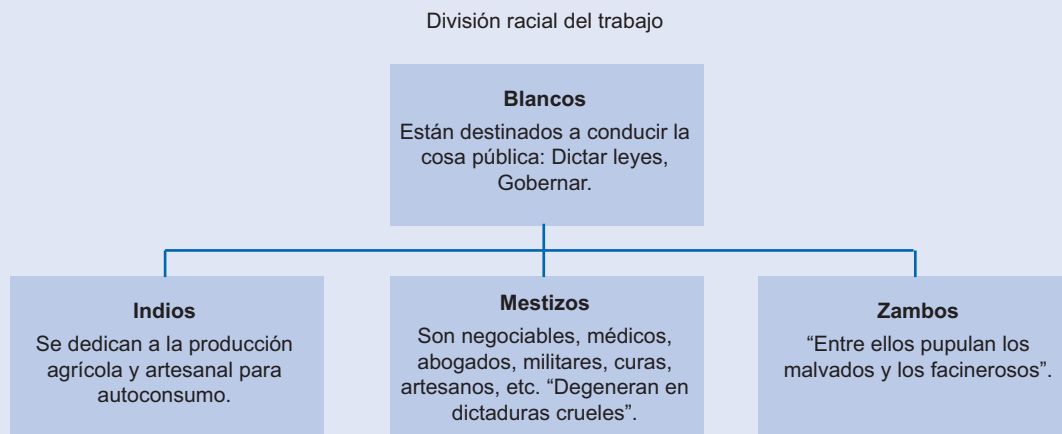 División racial del trabajo
Blancos
Están destinados a conducir la
cosa pública: Dictar leyes,
Gobernar.
Indios
Se dedican a la producción
agrícola y artesanal para
autoconsumo.
Mestizos
Son negociables, médicos,
abogados, militares, curas,
artesanos, etc. “Degeneran en
dictaduras crueles”.
Zambos
“Entre ellos pupulan los
malvados y los facinerosos”.